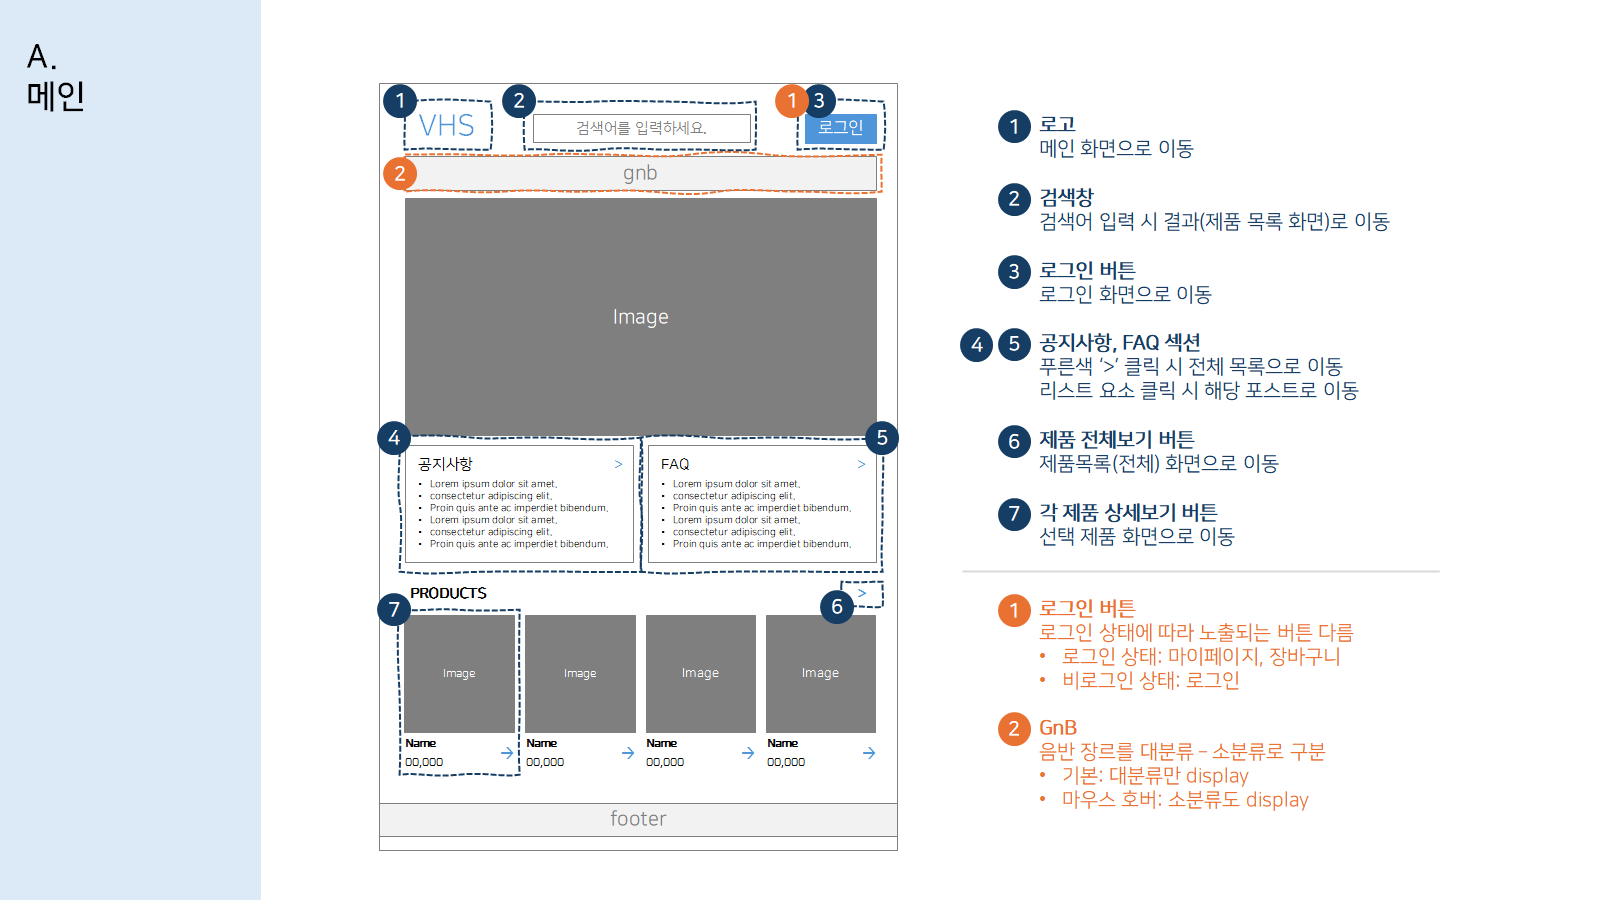 A.
메인
1
2
1
3
VHS
검색어를 입력하세요.
로그인
2
gnb
Image
4
5
공지사항
>
• Lorem ipsum dolor sit amet,
• consectetur adipiscing elit,
• Proin quis ante ac imperdiet bibendum,
• Lorem ipsum dolor sit amet,
• consectetur adipiscing elit,
• Proin quis ante ac imperdiet bibendum,
FAQ
>
• Lorem ipsum dolor sit amet,
• consectetur adipiscing elit,
• Proin quis ante ac imperdiet bibendum,
• Lorem ipsum dolor sit amet,
• consectetur adipiscing elit,
• Proin quis ante ac imperdiet bibendum,
PRODUCTS
>
7
6
Image
Image
Image
Image
Name
00,000
Name
00,000
Name
00,000
Name
00,000
footer
1 로고
메인 화면으로 이동
2 검색창
검색어 입력 시 결과(제품 목록 화면)로 이동
3 로그인 버튼
로그인 화면으로 이동
4 5 공지사항, FAQ 섹션
푸른색 ‘>’ 클릭 시 전체 목록으로 이동
리스트 요소 클릭 시 해당 포스트로 이동
6 제품 전체보기 버튼
제품목록(전체) 화면으로 이동
7 각 제품 상세보기 버튼
선택 제품 화면으로 이동
1 로그인 버튼
로그인 상태에 따라 노출되는 버튼 다름
• 로그인 상태: 마이페이지, 장바구니
• 비로그인 상태: 로그인
2 GnB
음반 장르를 대분류 – 소분류로 구분
• 기본: 대분류만 display
• 마우스 호버: 소분류도 display